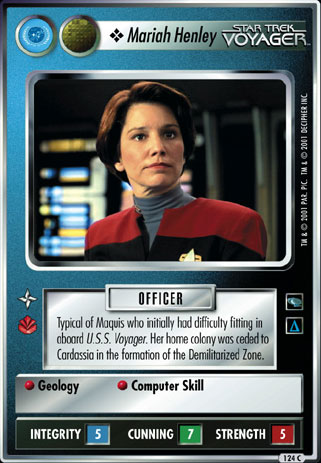 ❖ Mariah Henley
STAR TREK
VOYAGER™
TM & © 2001 PAR. PIC. TM & © 2001 DECIPHER INC.
OFFICER
Typical of Maquis who initially had difficulty fitting in
aboard U.S.S. Voyager. Her home colony was ceded to
Cardassia in the formation of the Demilitarized Zone.
Geology Computer Skill
INTEGRITY 5 CUNNING 7 STRENGTH 5
124 C